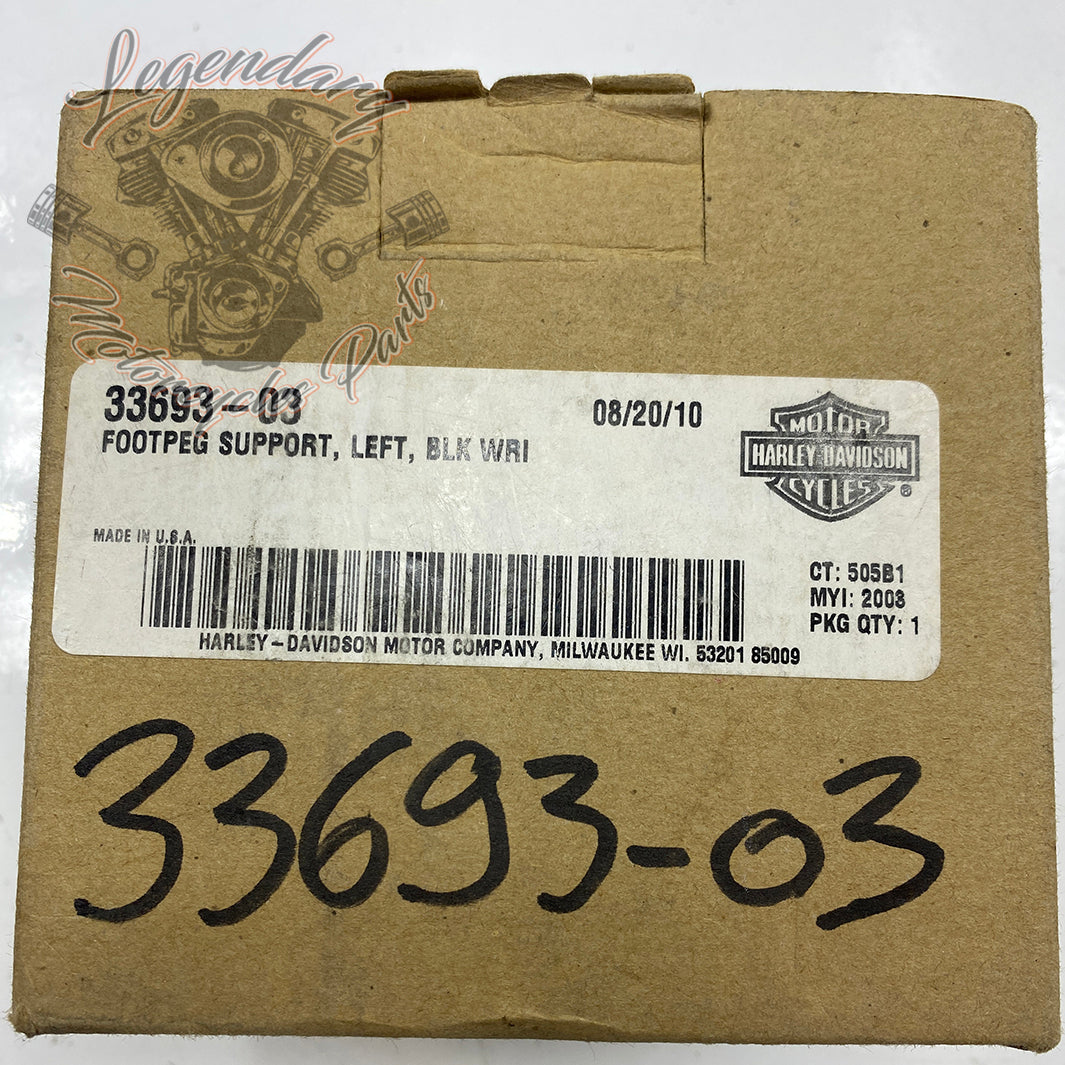 Legendary
Motorcycle Parts
33693-03
08/20/10
FOOTPEG SUPPORT, LEFT, BLK WRI
MOTOR
HARLEY-DAVIDSON
CYCLES
®
MADE IN U.S.A.
CT: 505B1
MYI: 2003
PKG QTY: 1
HARLEY-DAVIDSON MOTOR COMPANY, MILWAUKEE WI. 53201 85009
33693-03